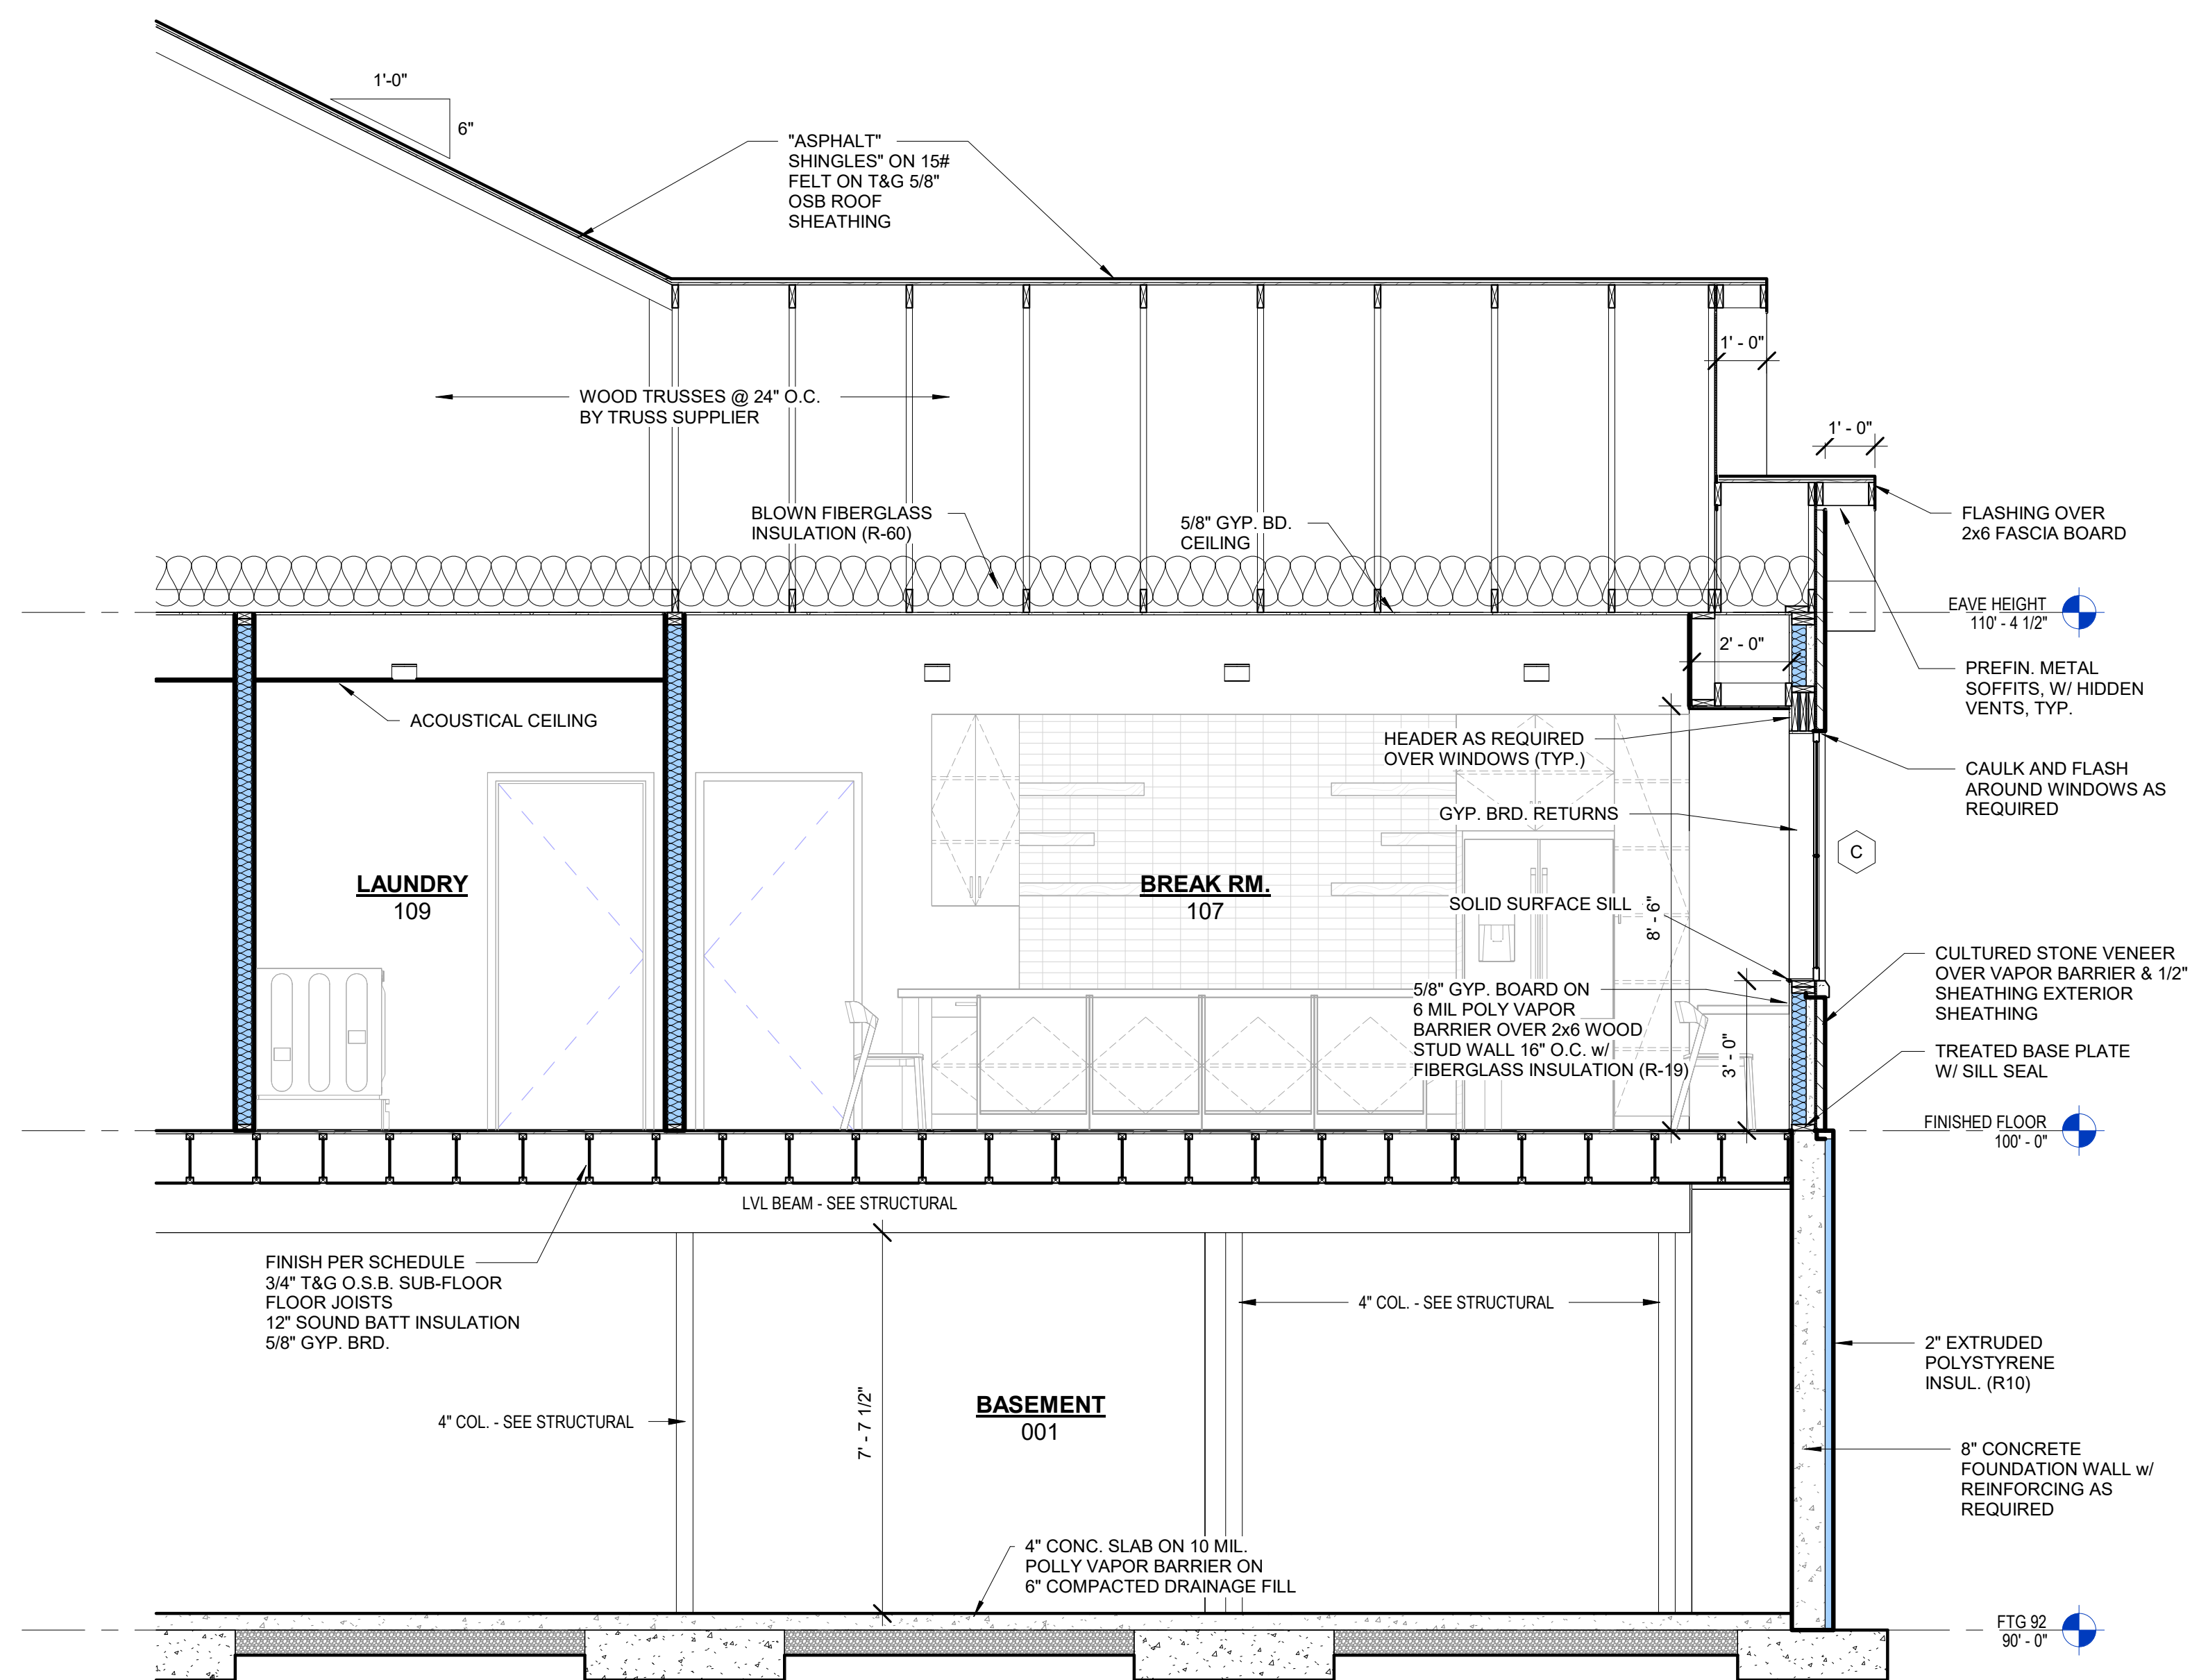 1'-0"
6"
"ASPHALT"
SHINGLES" ON 15#
FELT ON T&G 5/8"
OSB ROOF
SHEATHING
1' - 0"
WOOD TRUSSES @ 24" O.C.
BY TRUSS SUPPLIER
1' - 0"
BLOWN FIBERGLASS
INSULATION (R-60)
5/8" GYP. BD.
CEILING
FLASHING OVER
2x6 FASCIA BOARD
EAVE HEIGHT
110' - 4 1/2"
2' - 0"
PREFIN. METAL
SOFFITS, W/ HIDDEN
VENTS, TYP.
ACOUSTICAL CEILING
HEADER AS REQUIRED
OVER WINDOWS (TYP.)
CAULK AND FLASH
AROUND WINDOWS AS
REQUIRED
GYP. BRD. RETURNS
C
LAUNDRY
109
BREAK RM.
107
SOLID SURFACE SILL
8' - 6"
CULTURED STONE VENEER
OVER VAPOR BARRIER & 1/2"
SHEATHING EXTERIOR
SHEATHING
5/8" GYP. BOARD ON
6 MIL POLY VAPOR
BARRIER OVER 2x6 WOOD
STUD WALL 16" O.C. w/
FIBERGLASS INSULATION (R-19)
3' - 0"
TREATED BASE PLATE
W/ SILL SEAL
FINISHED FLOOR
100' - 0"
LVL BEAM - SEE STRUCTURAL
FINISH PER SCHEDULE
3/4" T&G O.S.B. SUB-FLOOR
FLOOR JOISTS
12" SOUND BATT INSULATION
5/8" GYP. BRD.
4" COL. - SEE STRUCTURAL
2" EXTRUDED
POLYSTYRENE
INSUL. (R10)
7' - 7 1/2"
BASEMENT
001
4" COL. - SEE STRUCTURAL
8" CONCRETE
FOUNDATION WALL w/
REINFORCING AS
REQUIRED
4" CONC. SLAB ON 10 MIL.
POLLY VAPOR BARRIER ON
6" COMPACTED DRAINAGE FILL
FTG 92
90' - 0"